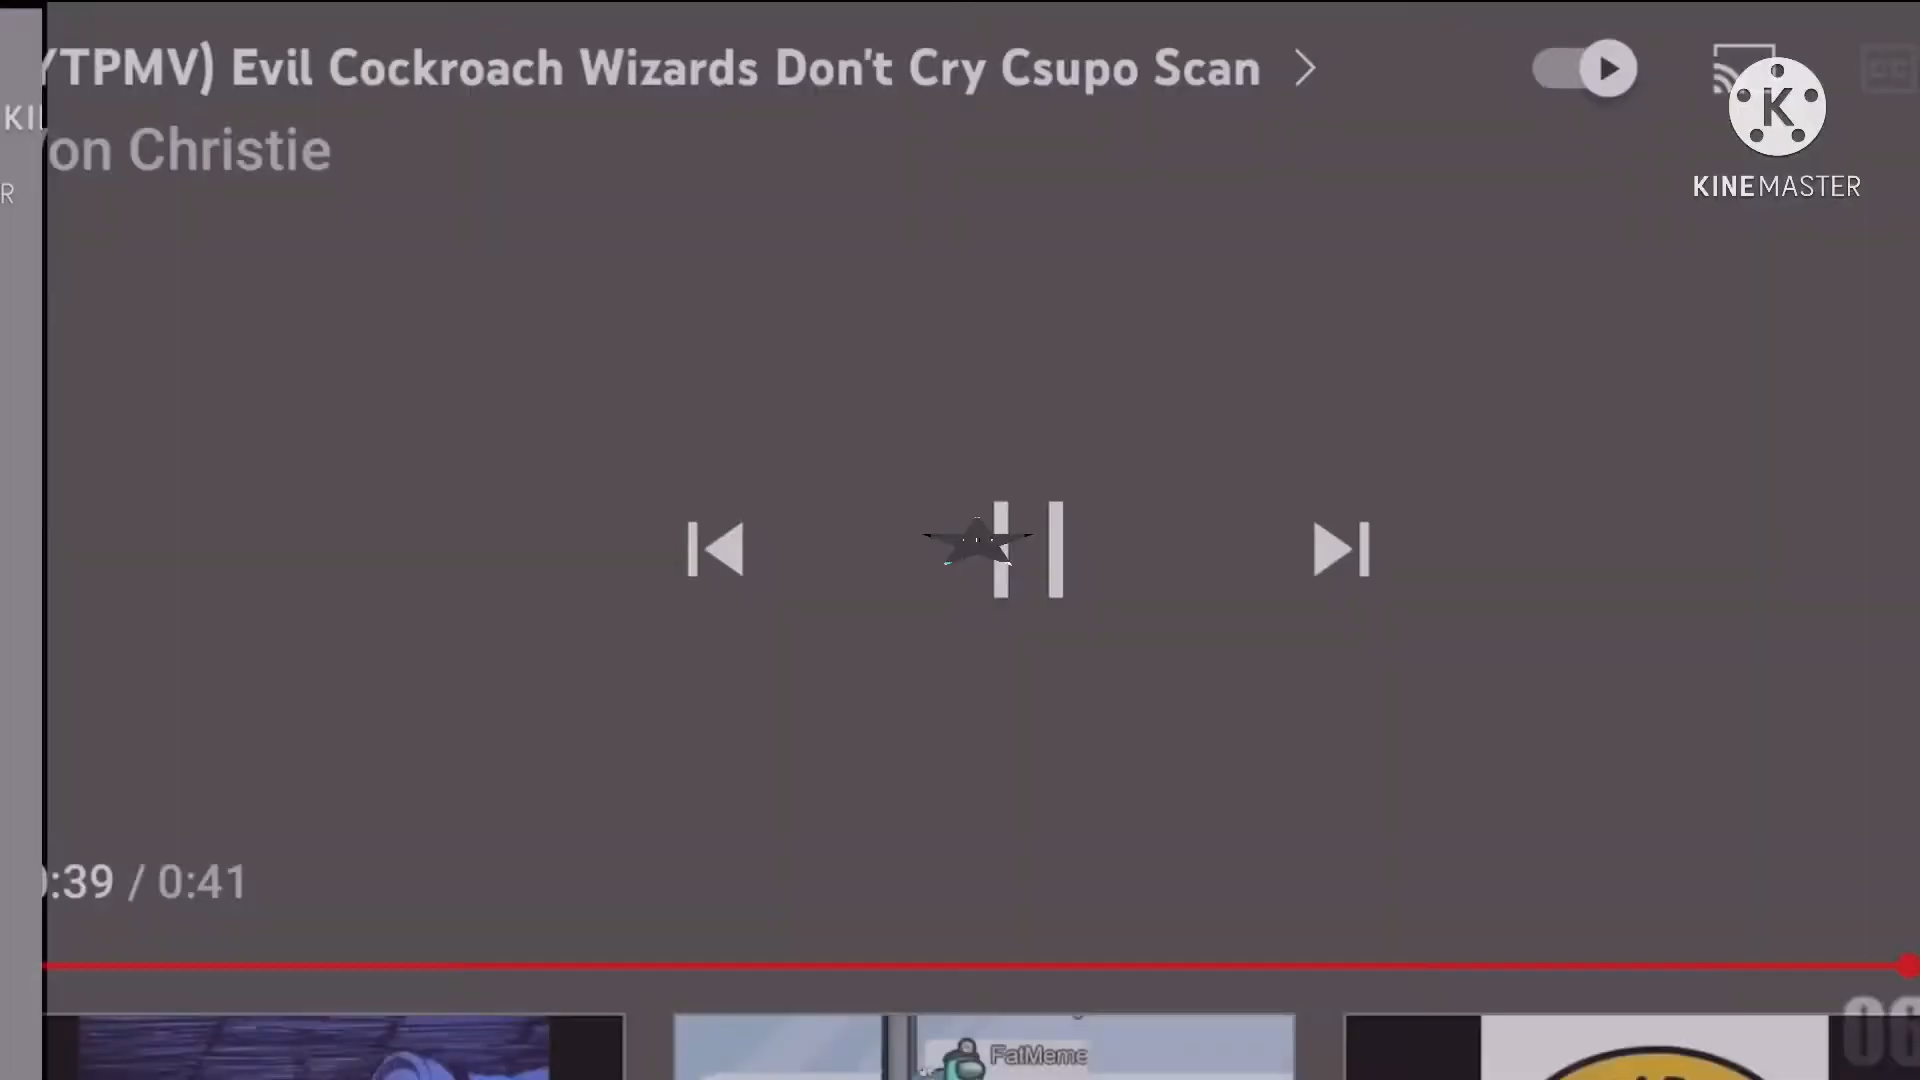 YTPMV) Evil Cockroach Wizards Don't Cry Csupo Scan
on Christie
KINEMASTER
:39 / 0:41
FatMeme